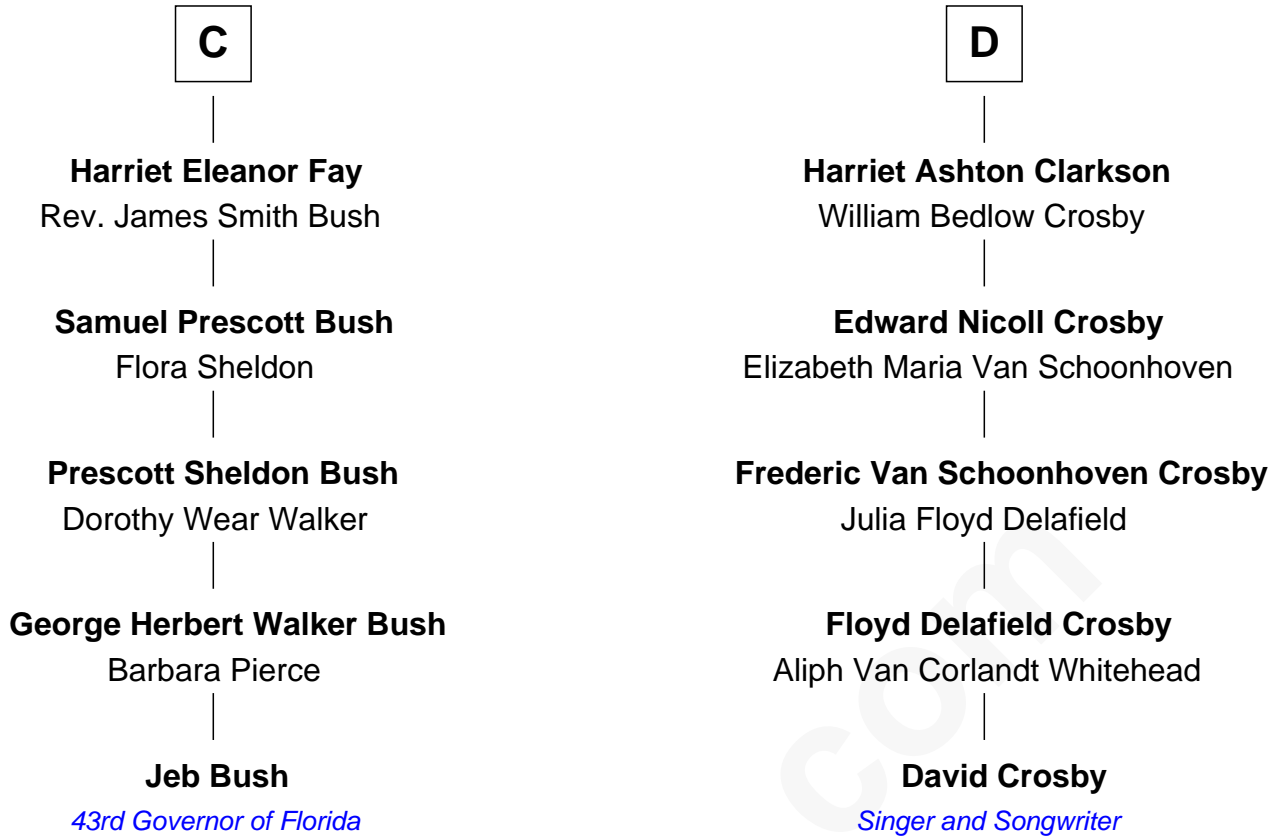 C
Harriet Eleanor Fay
Rev. James Smith Bush
Samuel Prescott Bush
Flora Sheldon
Prescott Sheldon Bush
Dorothy Wear Walker
George Herbert Walker Bush
Barbara Pierce
Jeb Bush
43rd Governor of Florida
D
Harriet Ashton Clarkson
William Bedlow Crosby
Edward Nicoll Crosby
Elizabeth Maria Van Schoonhoven
Frederic Van Schoonhoven Crosby
Julia Floyd Delafield
Floyd Delafield Crosby
Aliph Van Corlandt Whitehead
David Crosby
Singer and Songwriter
com